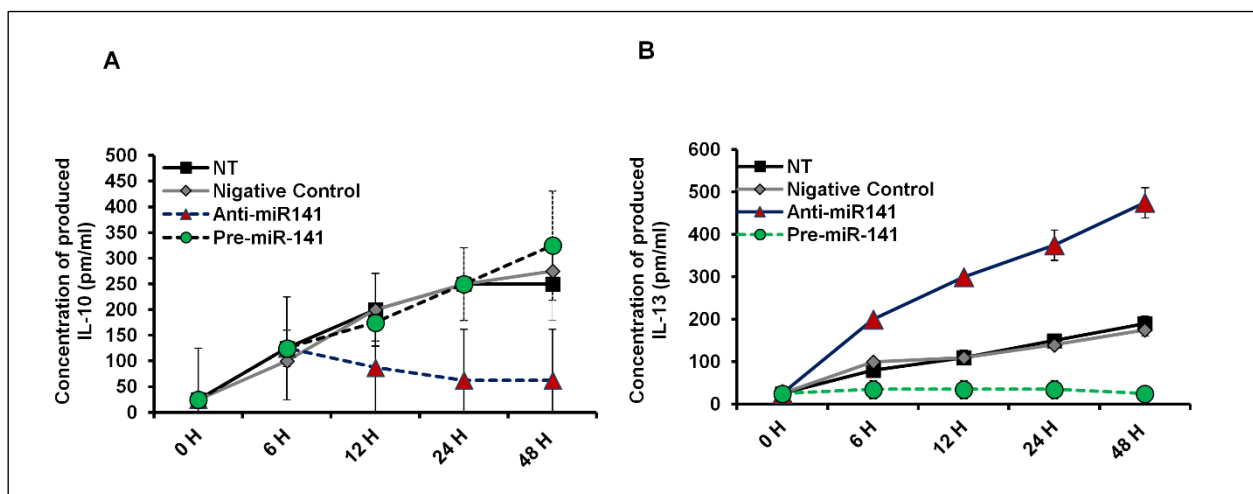 A
Concentration of produced
IL-10 (pm/ml)
500
450
400
350
300
250
200
150
100
50
0
NT
Nigative Control
Anti-miR141
Pre-miR-141
0 H
6 H
12 H
24 H
48 H
B
Concentration of produced
IL-13 (pm/ml)
600
500
400
300
200
100
0
NT
Nigative Control
Anti-miR141
Pre-miR-141
0 H
6 H
12 H
24 H
48 H